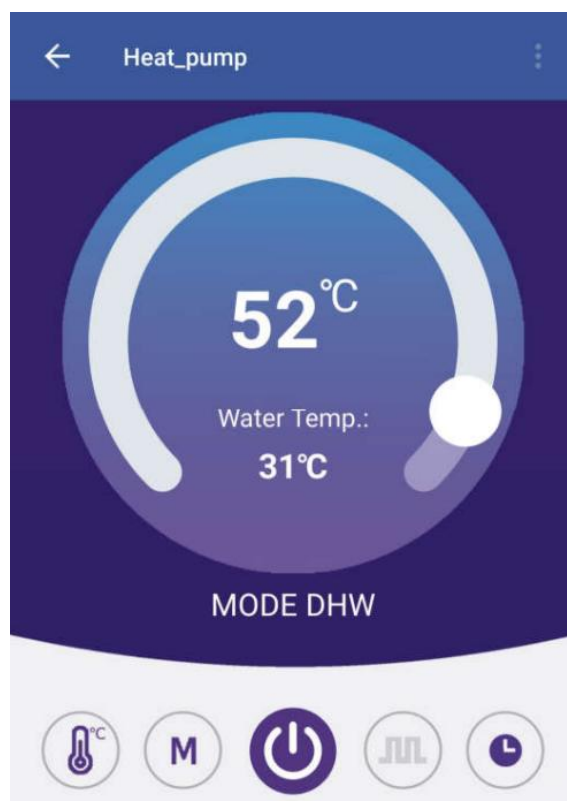 Heat_pump
52℃
Water Temp.:
31℃
MODE DHW
℃
M